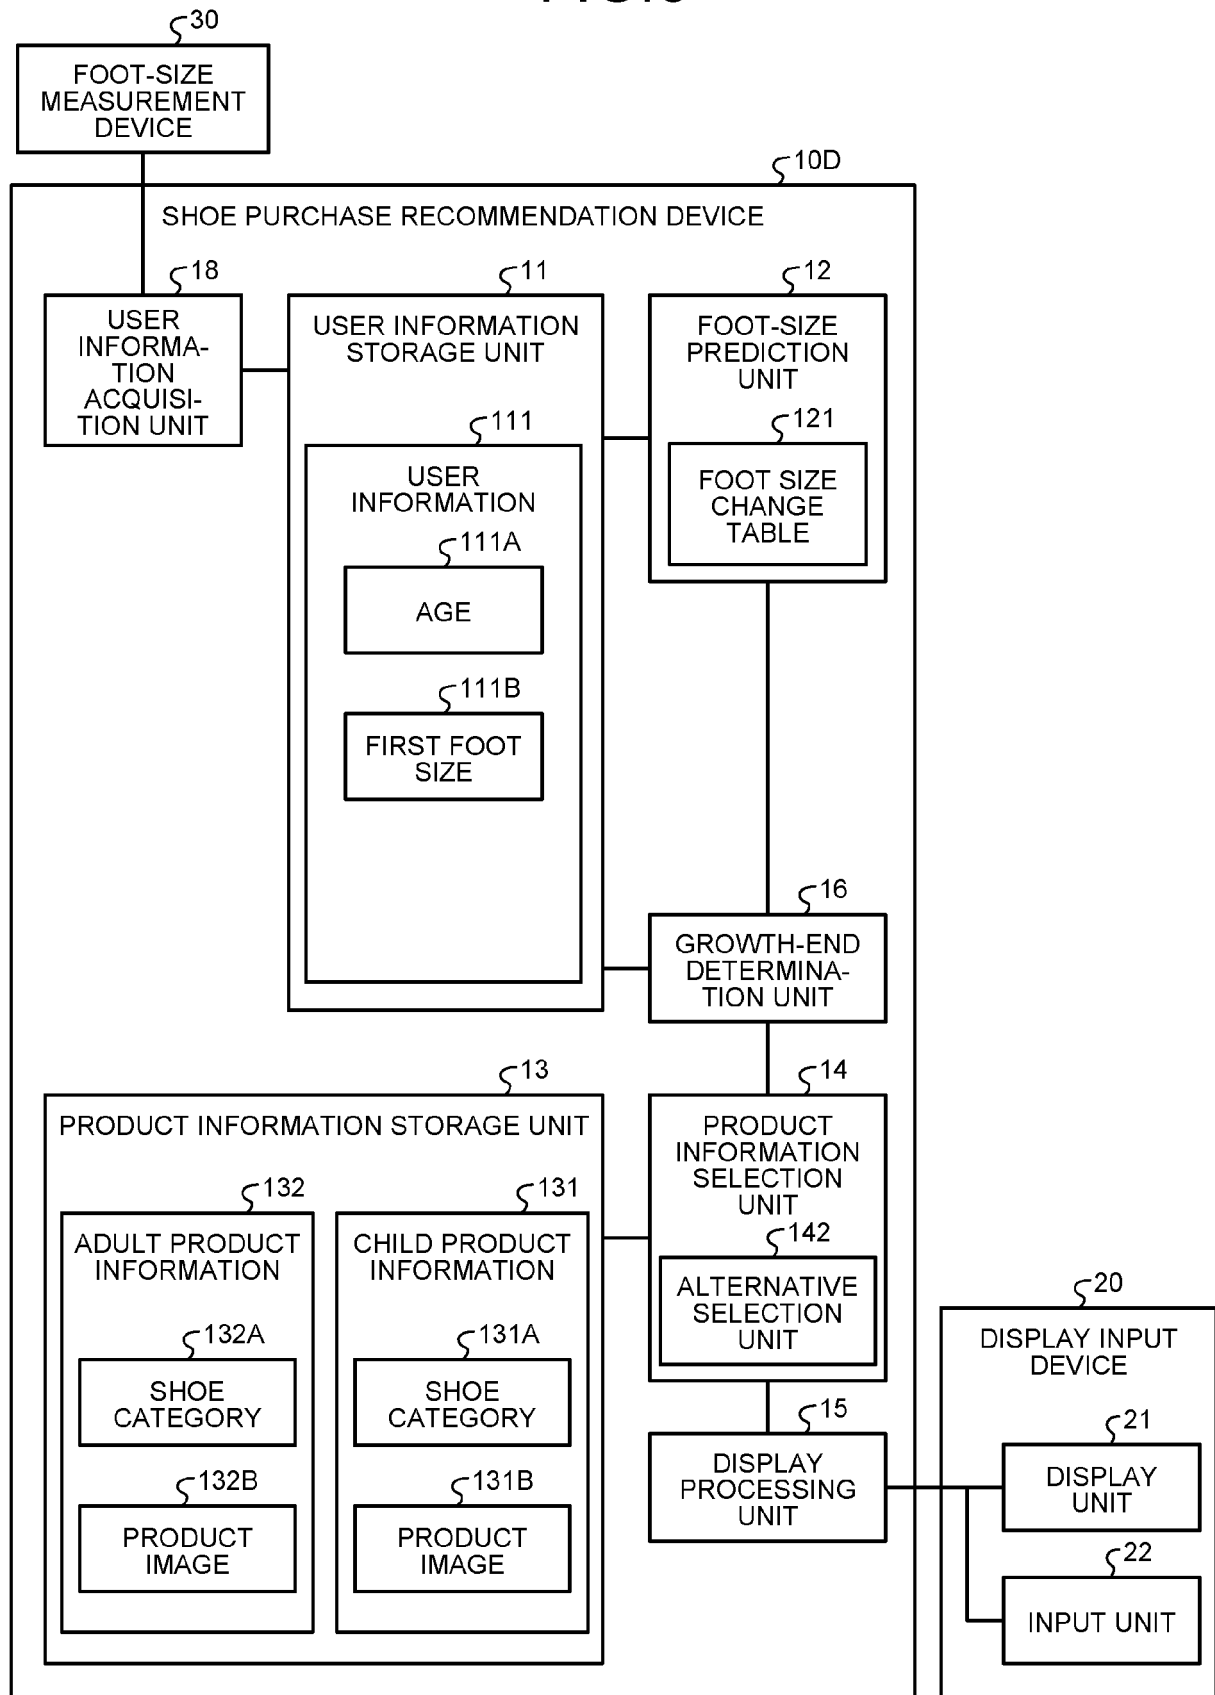 30
FOOT-SIZE
MEASUREMENT
DEVICE
10D
SHOE PURCHASE RECOMMENDATION DEVICE
18
USER
INFORMA-
TION
ACQUISI-
TION UNIT
11
USER INFORMATION
STORAGE UNIT
111
USER
INFORMATION
111A
AGE
111B
FIRST FOOT
SIZE
12
FOOT-SIZE
PREDICTION
UNIT
121
FOOT SIZE
CHANGE
TABLE
16
GROWTH-END
DETERMINA-
TION UNIT
13
PRODUCT INFORMATION STORAGE UNIT
132
ADULT PRODUCT
INFORMATION
132A
SHOE
CATEGORY
132B
PRODUCT
IMAGE
131
CHILD PRODUCT
INFORMATION
131A
SHOE
CATEGORY
131B
PRODUCT
IMAGE
14
PRODUCT
INFORMATION
SELECTION
UNIT
142
ALTERNATIVE
SELECTION
UNIT
15
DISPLAY
PROCESSING
UNIT
20
DISPLAY INPUT
DEVICE
21
DISPLAY
UNIT
22
INPUT UNIT